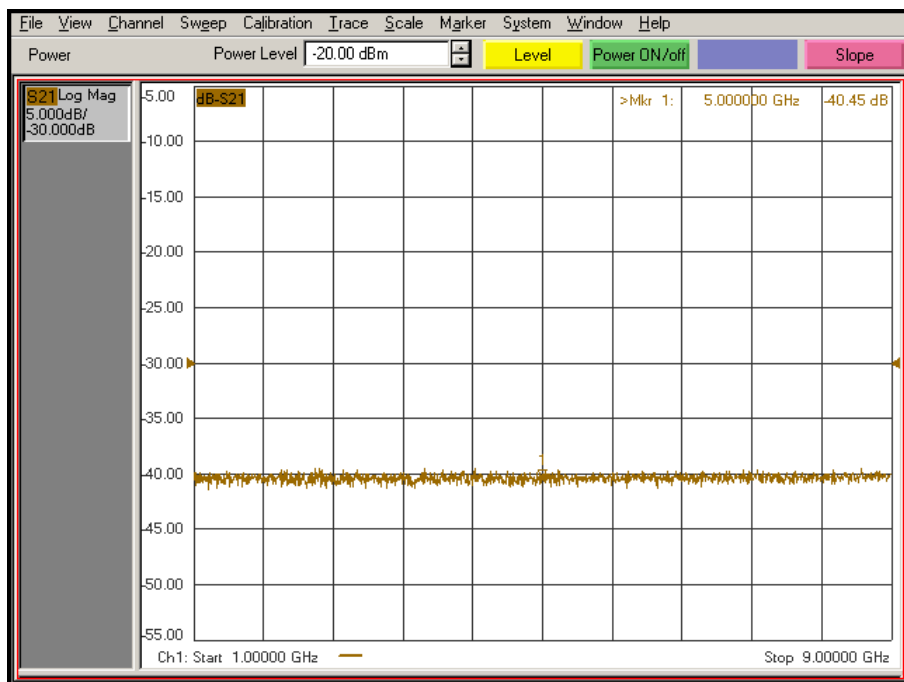 File View Channel Sweep Calibration Trace Scale Marker System Window Help
Power Power Level -20.00 dBm Level Power ON/off Slope
S21 Log Mag
5.000dB/
-30.000dB
dB-S21
>Mkr 1: 5.000000 GHz -40.45 dB
-5.00
-10.00
-15.00
-20.00
-25.00
-30.00
-35.00
-40.00
-45.00
-50.00
-55.00
1
Ch1: Start 1.00000 GHz Stop 9.00000 GHz